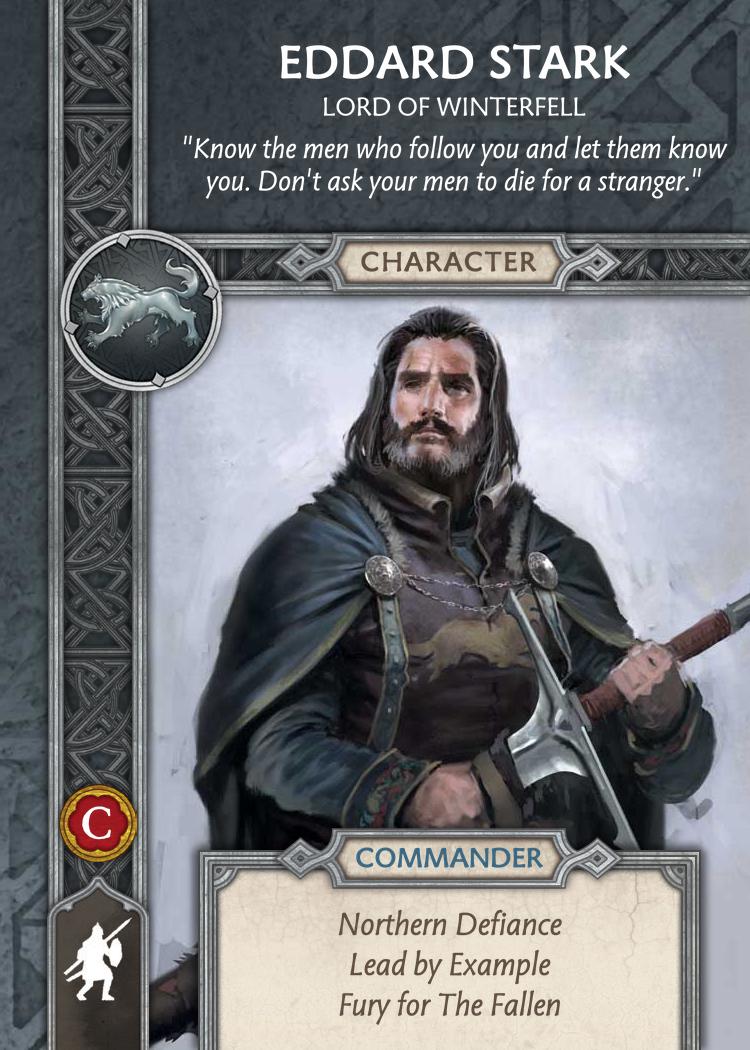 EDDARD STARK
LORD OF WINTERFELL
"Know the men who follow you and let them know
you. Don't ask your men to die for a stranger."
CHARACTER
C
COMMANDER
Northern Defiance
Lead by Example
Fury for The Fallen